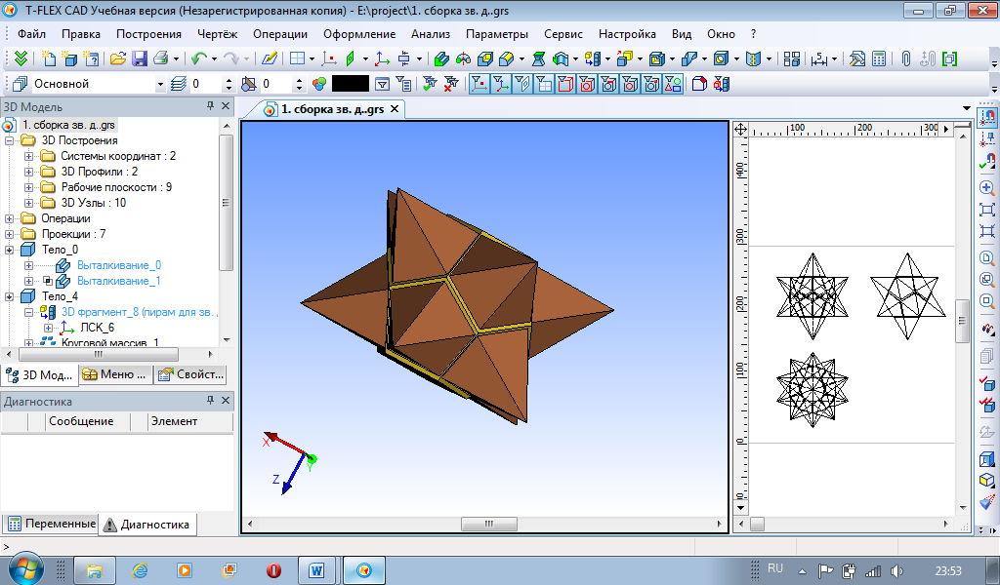 T-FLEX CAD Учебная версия (Незарегистрированная копия) - E:\project\1. сборка зв. д..grs
Файл Правка Построения Чертёж Операции Оформление Анализ Параметры Сервис Настройка Вид Окно ?
Основной 0 0
3D Модель
1. сборка зв. д..grs
1. сборка зв. д..grs
3D Построения
Системы координат : 2
3D Профили : 2
Рабочие плоскости : 9
3D Узлы : 10
Операции
Проекции : 7
Тело_0
Выталкивание_0
Выталкивание_1
Тело_4
3D фрагмент_8 (пирам для зв. .
ЛСК_6
Круговой массив_1
3D Мод... Меню ... Свойст...
Диагностика
Сообщение Элемент
Переменные Диагностика
X
Y
Z
100 200 300
400
300
200
100
0
>
RU 23:53